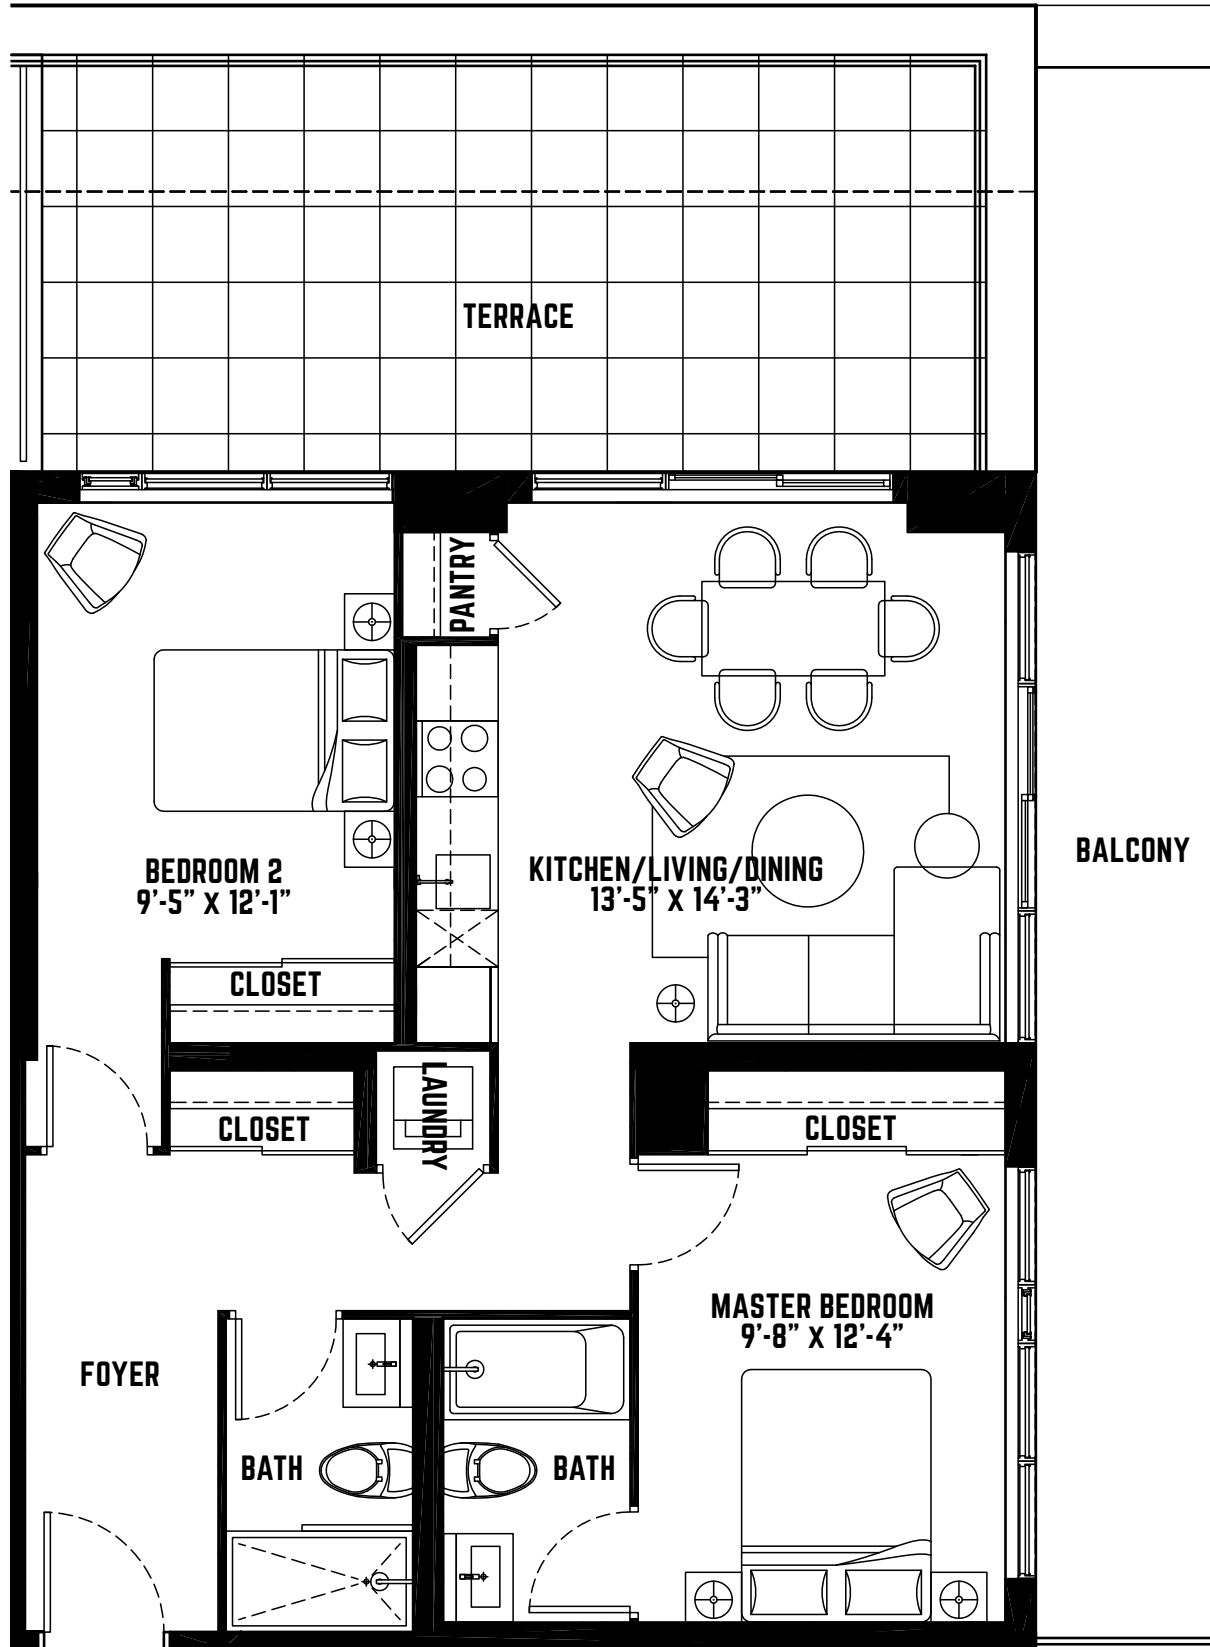 TERRACE
PANTRY
BEDROOM 2
9'-5" X 12'-1"
KITCHEN/LIVING/DINING
13'-5" X 14'-3"
BALCONY
CLOSET
LAUNDRY
CLOSET
CLOSET
MASTER BEDROOM
9'-8" X 12'-4"
FOYER
BATH
BATH